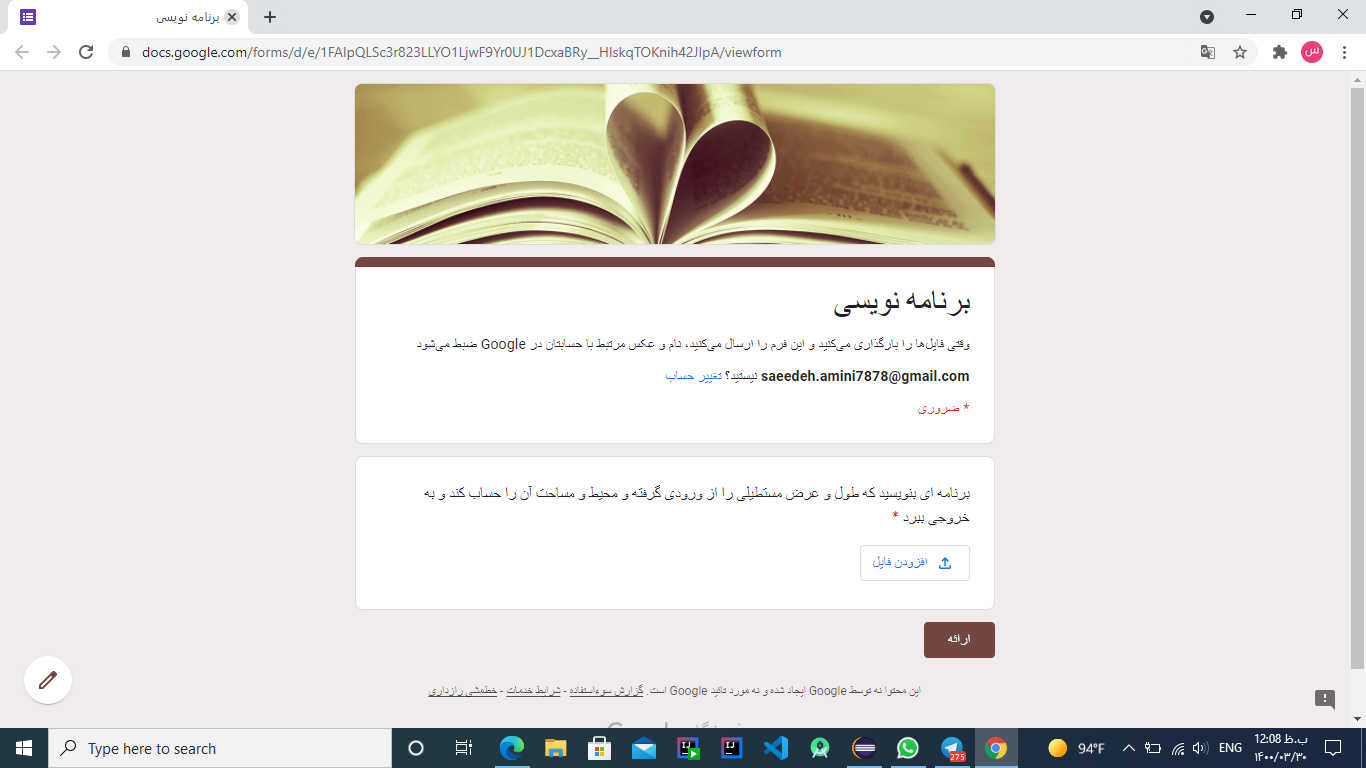 برنامه نویسی
docs.google.com/forms/d/e/1FAIpQLSc3r823LLYO1LjwF9Yr0UJ1DcxaBRy__HIskqTOKnih42JIpA/viewform
س
برنامه نویسی
وقتی فایل‌ها را بارگذاری می‌کنید و این فرم را ارسال می‌کنید، نام و عکس مرتبط با حسابتان در Google ضبط می‌شود
saeedeh.amini7878@gmail.com نیستید؟ تغییر حساب
* ضروری
برنامه ای بنویسید که طول و عرض مستطیلی را از ورودی گرفته و محیط و مساحت آن را حساب کند و به
خروجی ببرد *
افزودن فایل
ارائه
این محتوا نه توسط Google ایجاد شده و نه مورد تائید Google است. گزارش سوءاستفاده - شرایط خدمات - خط‌مشی رازداری
Type here to search
275
94°F
ENG
12:08 ب.ظ
۱۴۰۰/۰۳/۳۰